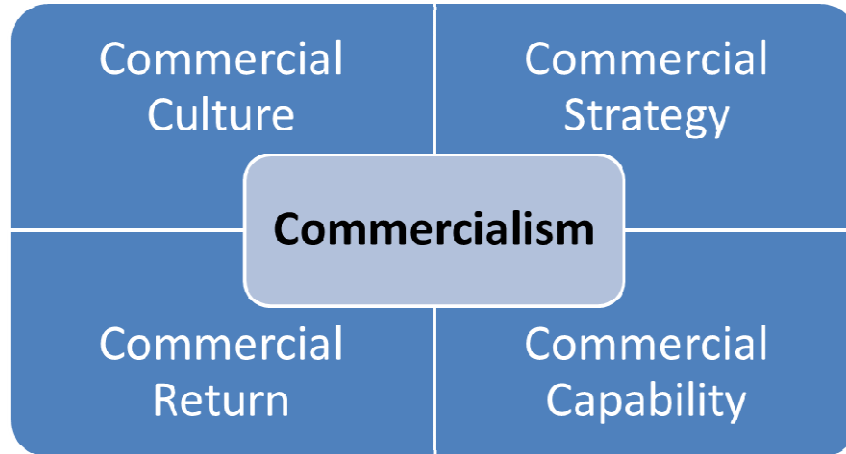 Commercial
Culture
Commercial
Strategy
Commercialism
Commercial
Return
Commercial
Capability